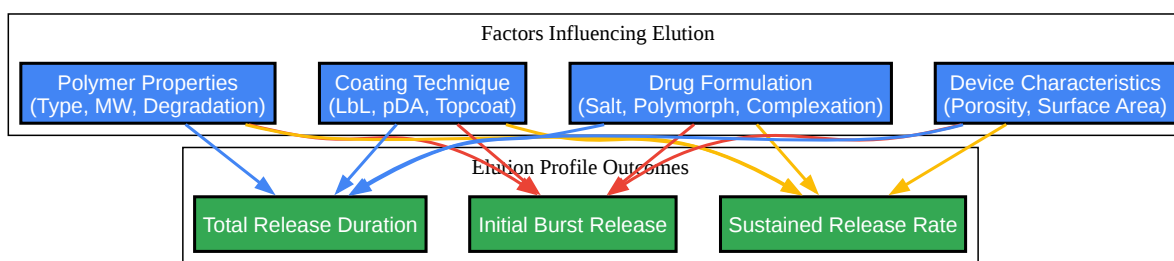 Factors Influencing Elution
Polymer Properties
(Type, MW, Degradation)
Coating Technique
(LbL, pDA, Topcoat)
Drug Formulation
(Salt, Polymorph, Complexation)
Device Characteristics
(Porosity, Surface Area)
Elution Profile Outcomes
Total Release Duration
Initial Burst Release
Sustained Release Rate